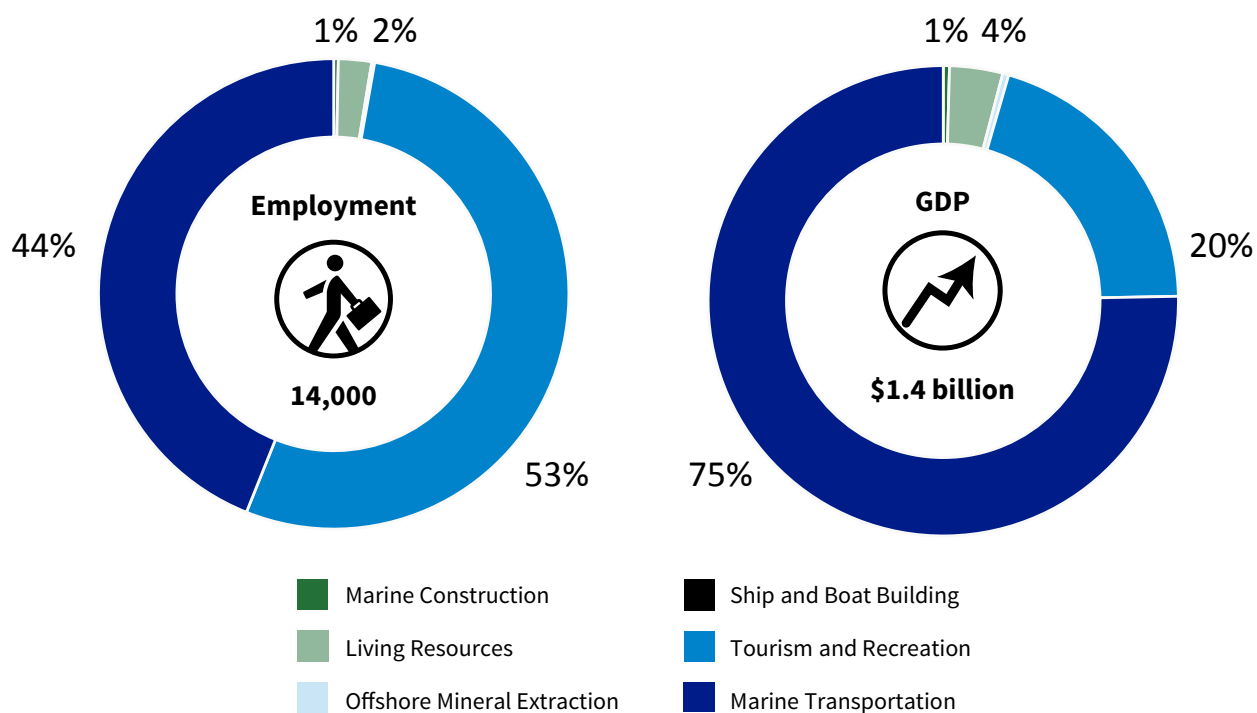 1% 2%
44%
Employment
14,000
53%
1% 4%
GDP
$1.4 billion
20%
75%
Marine Construction
Living Resources
Offshore Mineral Extraction
Ship and Boat Building
Tourism and Recreation
Marine Transportation